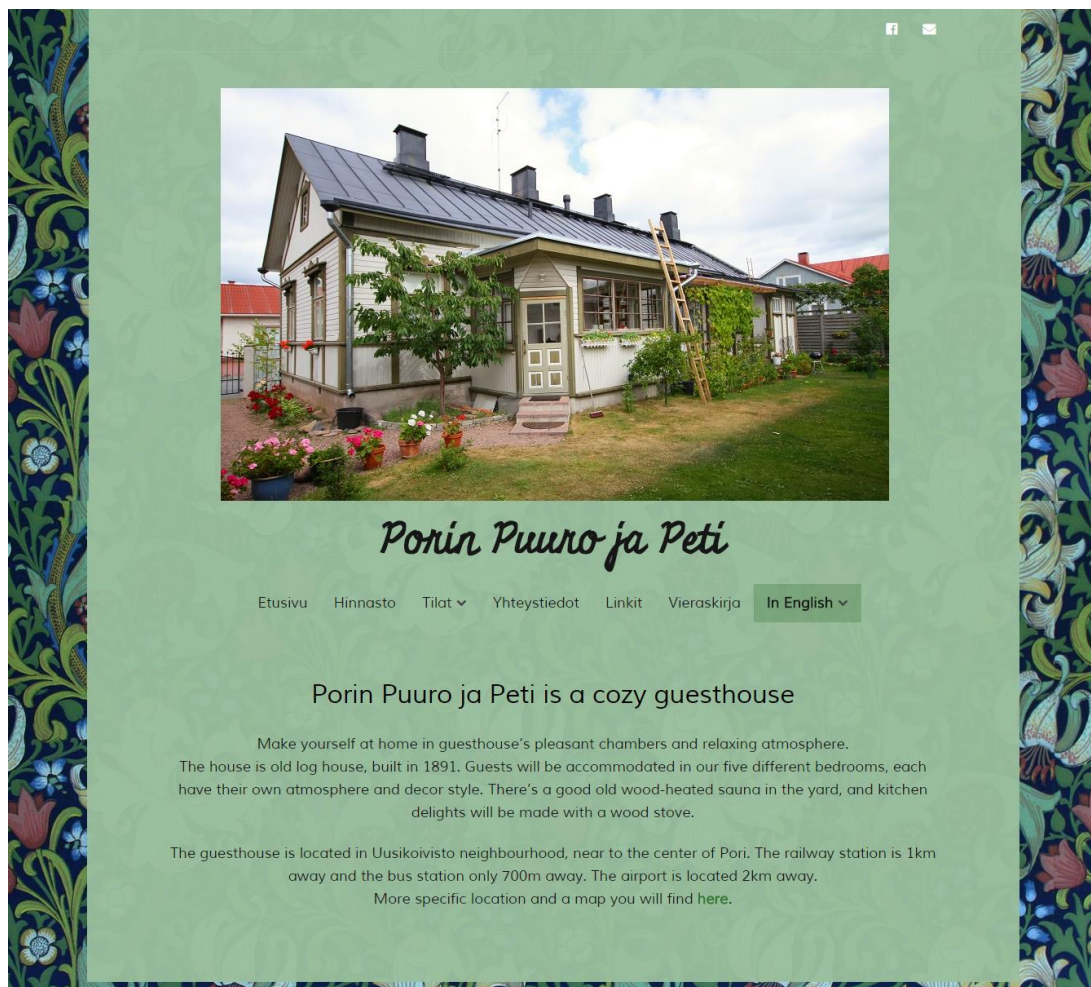 Porin Puuro ja Peti
Etusivu Hinnasto Tilat Yhteystiedot Linkit Vieraskirja In English
Porin Puuro ja Peti is a cozy guesthouse
Make yourself at home in guesthouse's pleasant chambers and relaxing atmosphere.
The house is old log house, built in 1891. Guests will be accommodated in our five different bedrooms, each
have their own atmosphere and decor style. There's a good old wood-heated sauna in the yard, and kitchen
delights will be made with a wood stove.
The guesthouse is located in Uusikoivisto neighbourhood, near to the center of Pori. The railway station is 1km
away and the bus station only 700m away. The airport is located 2km away.
More specific location and a map you will find here.